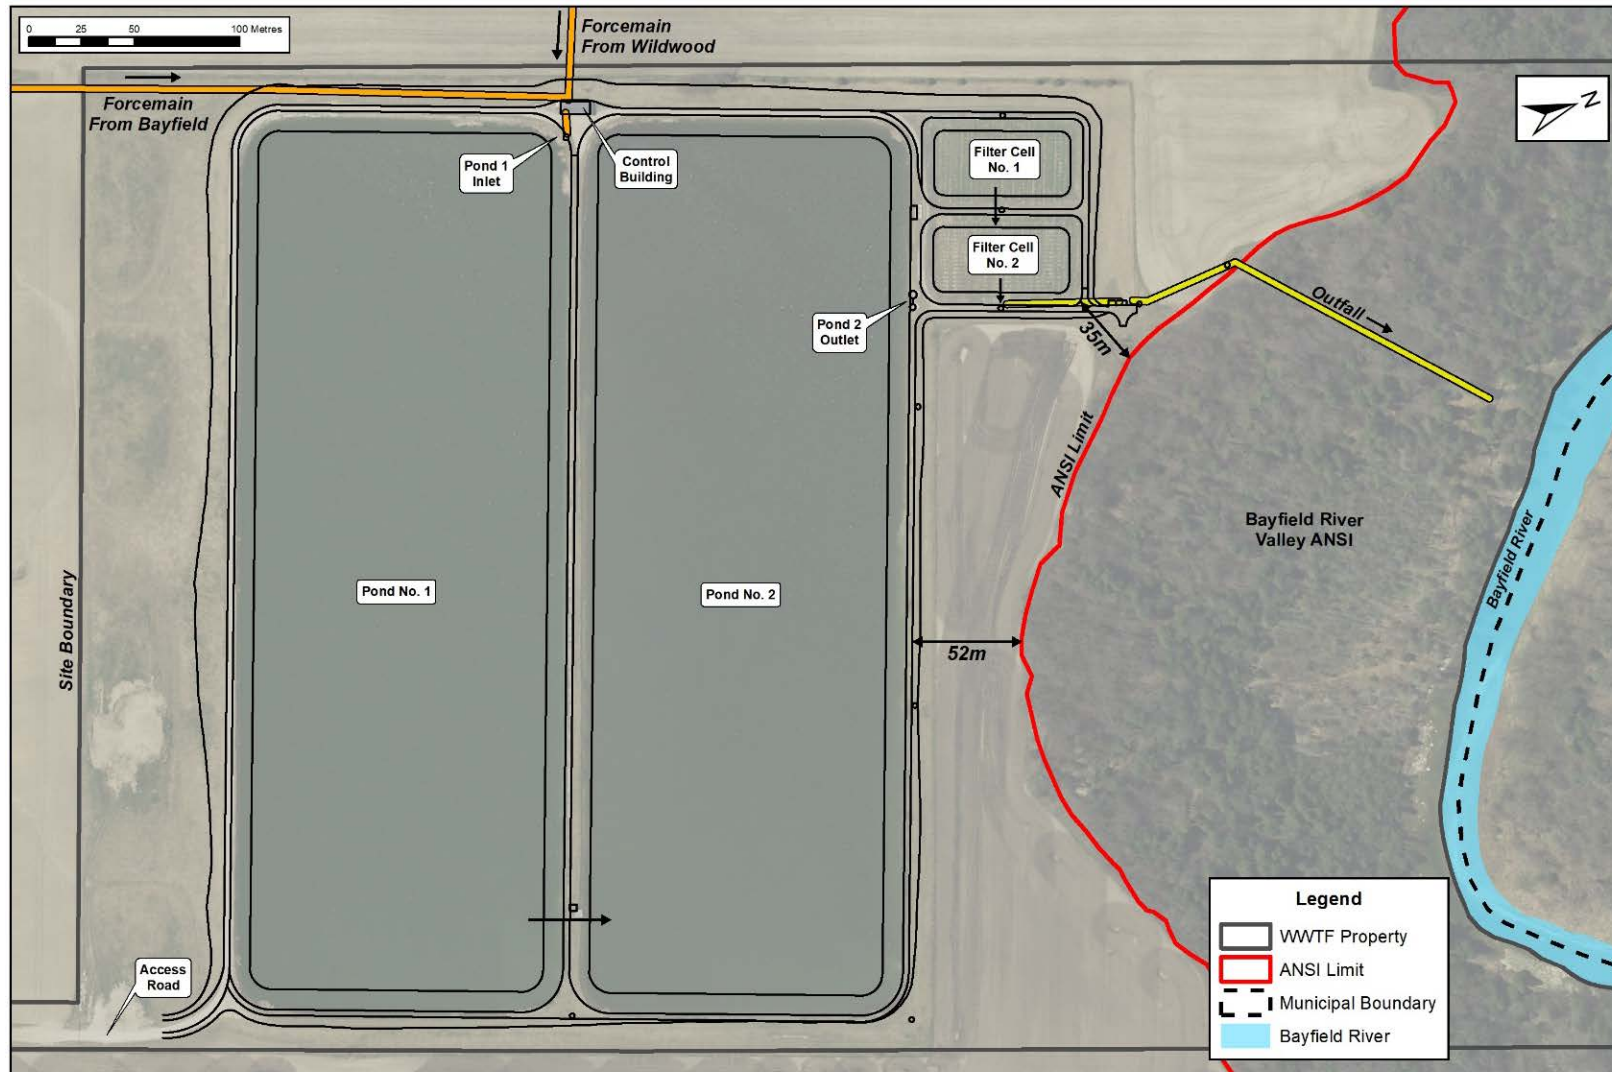 0 25 50 100 Metres
Forcemain
From Wildwood
Forcemain
From Bayfield
N
Pond 1
Inlet
Control
Building
Filter Cell
No. 1
Filter Cell
No. 2
Pond 2
Outlet
Outfall
35m
ANSI Limit
Bayfield River
Valley ANSI
Bayfield River
Site Boundary
Pond No. 1
Pond No. 2
52m
Access
Road
Legend
WWTF Property
ANSI Limit
Municipal Boundary
Bayfield River